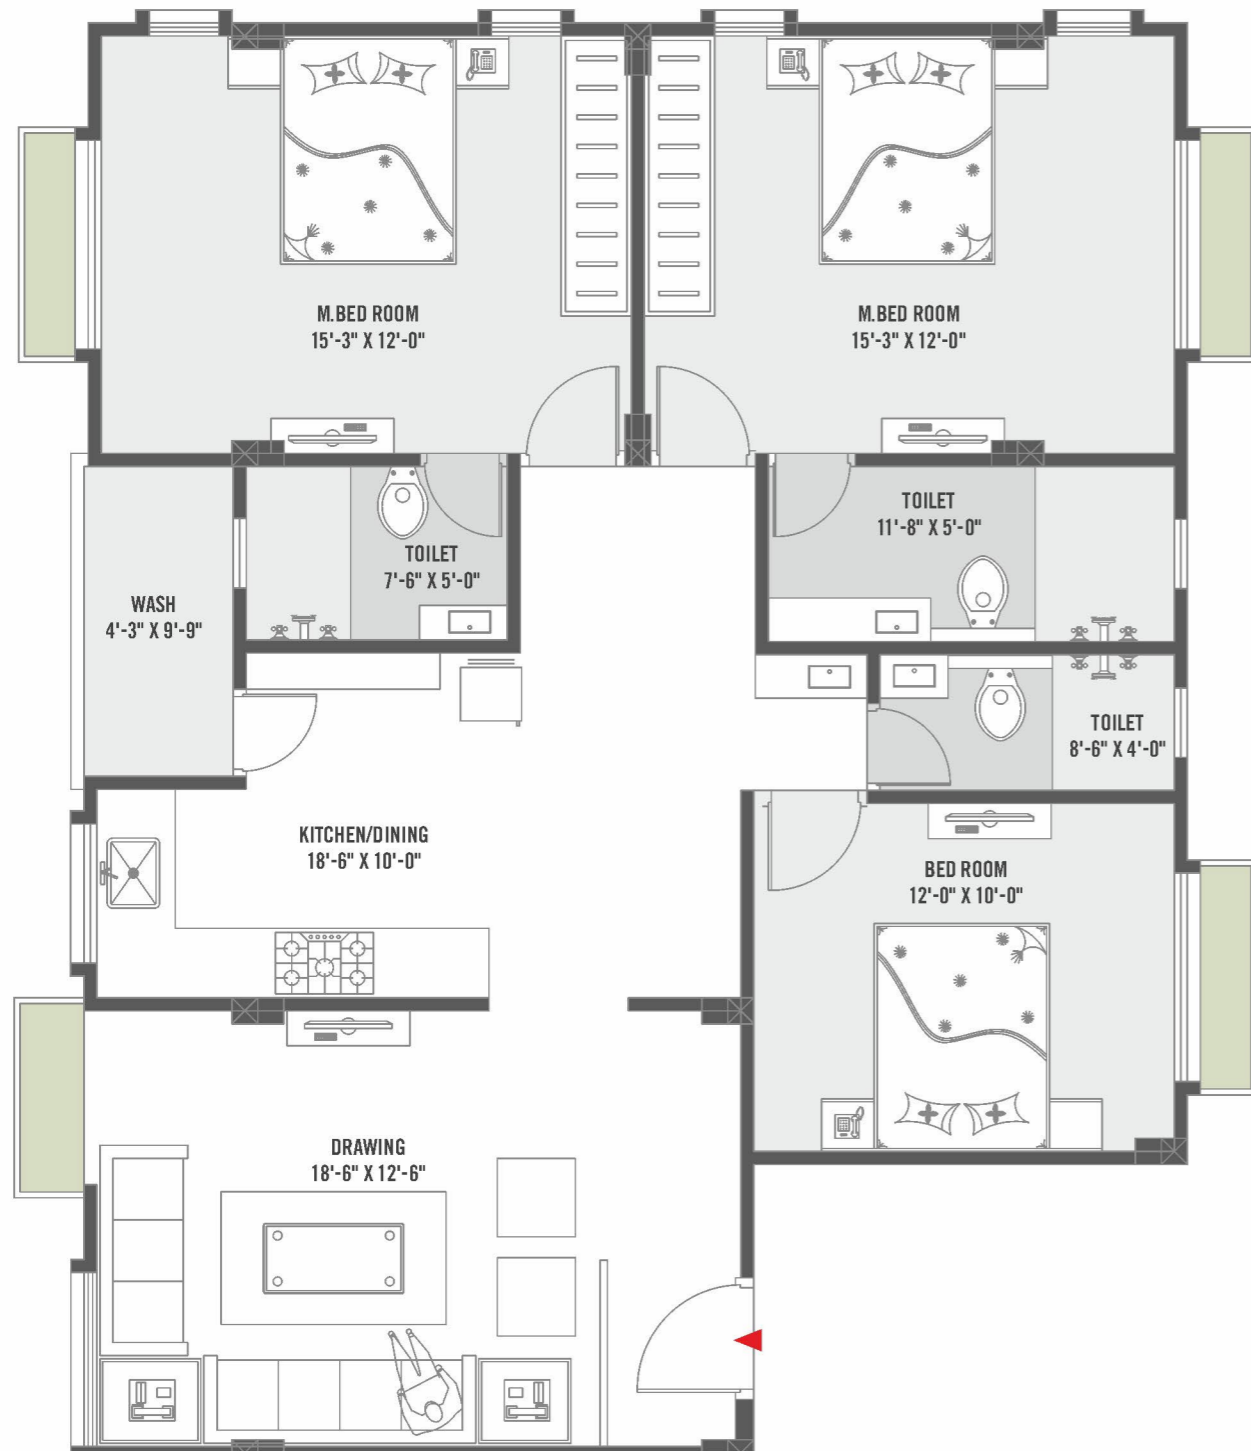 M.BED ROOM
15'-3" X 12'-0"
M.BED ROOM
15'-3" X 12'-0"
TOILET
7'-6" X 5'-0"
TOILET
11'-8" X 5'-0"
WASH
4'-3" X 9'-9"
TOILET
8'-6" X 4'-0"
KITCHEN/DINING
18'-6" X 10'-0"
BED ROOM
12'-0" X 10'-0"
DRAWING
18'-6" X 12'-6"